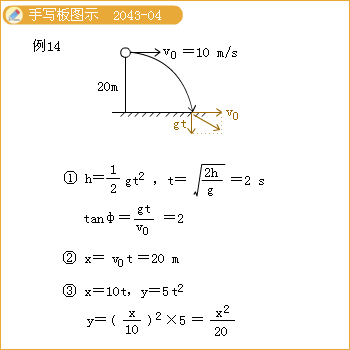 手写板图示 2043-04
例14
v₀ =10 m/s
20m
v₀
gt
① h=1/2 gt² , t=√(2h/g) =2 s
tanф=gt/v₀ =2
② x= v₀t=20 m
③ x=10t, y=5t²
y=( x/10 )²×5 = x²/20